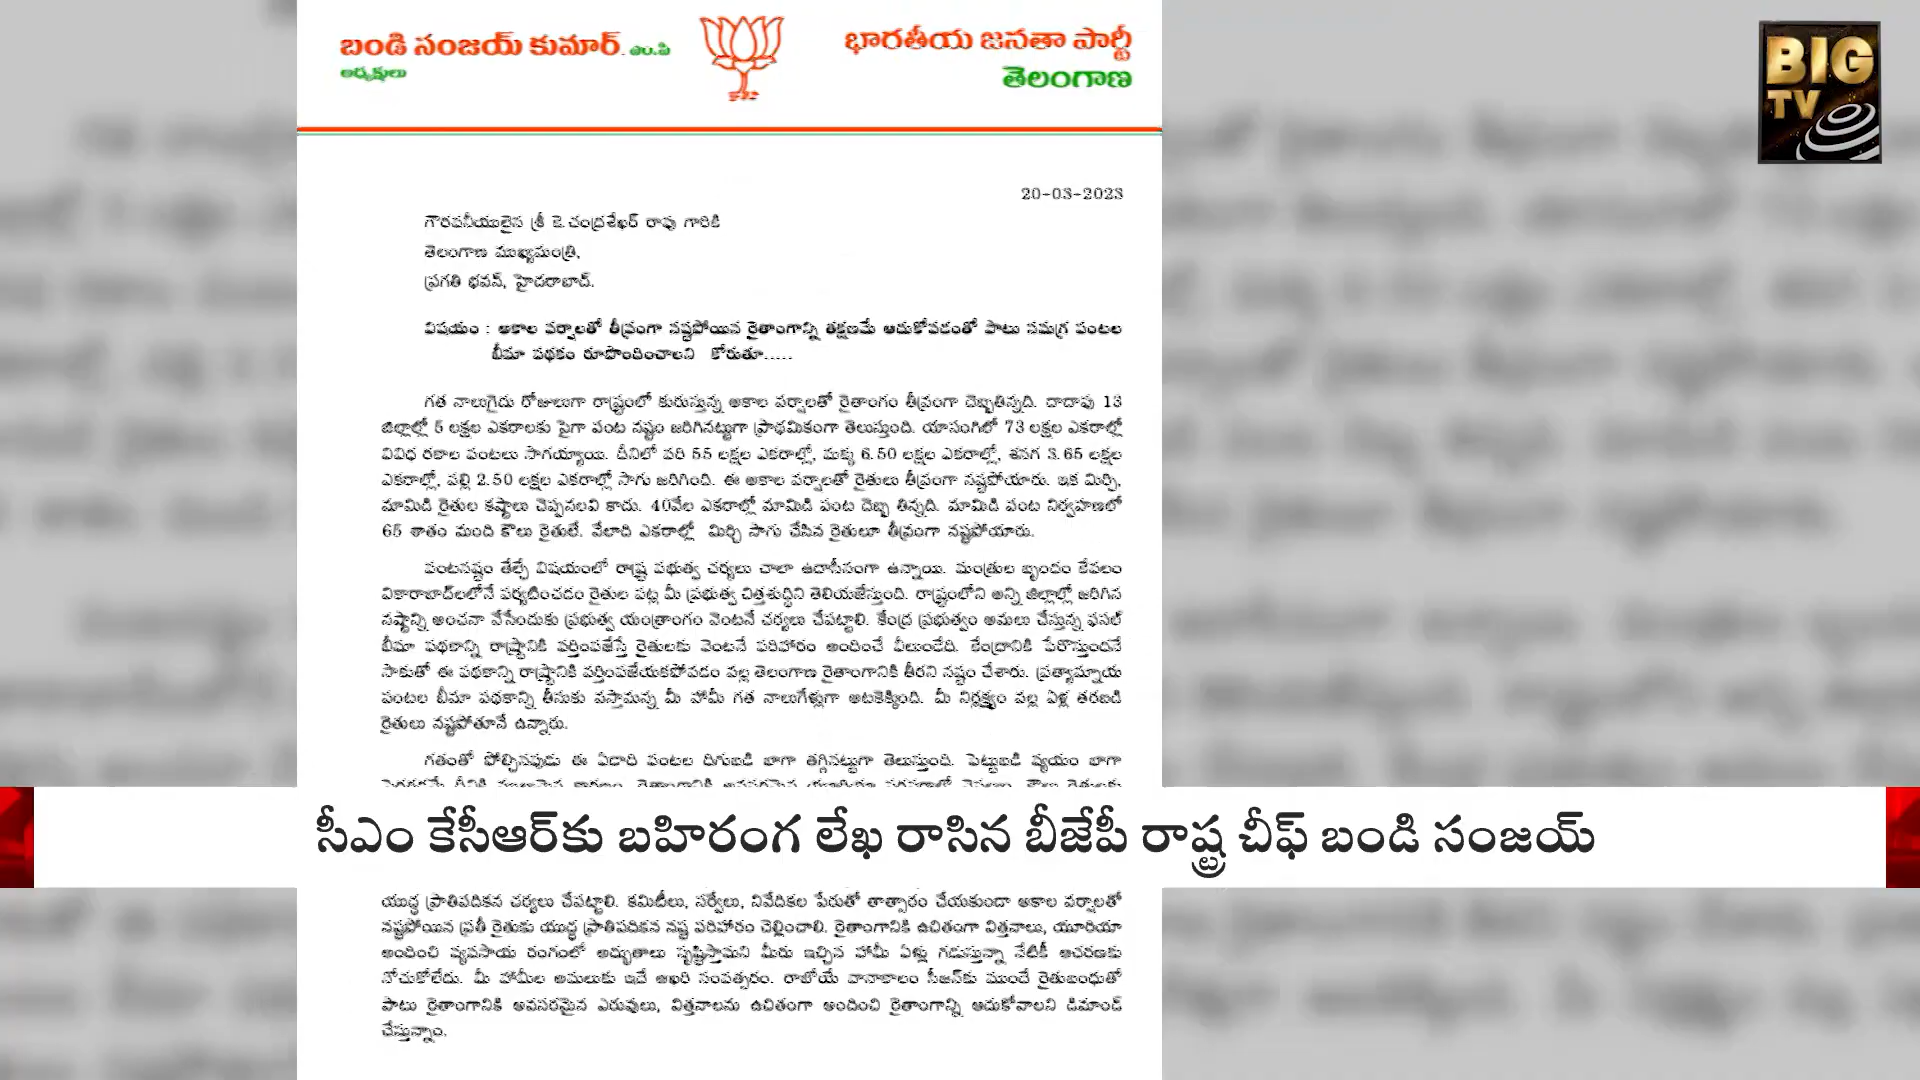 బండి సంజయ్ కుమార్. ఎం.పి
అధ్యక్షులు
భారతీయ జనతా పార్టీ
తెలంగాణ
BIG
TV
20-03-2023
గౌరవనీయులైన శ్రీ కె.చంద్రశేఖర్ రావు గారికి
తెలంగాణ ముఖ్యమంత్రి,
ప్రగతి భవన్, హైదరాబాద్.
విషయం : అకాల వర్షాలతో తీవ్రంగా నష్టపోయిన రైతాంగాన్ని తక్షణమే ఆదుకోవడంతో పాటు సమగ్ర పంటల
బీమా పథకం రూపొందించాలని కోరుతూ.....
గత నాలుగైదు రోజులుగా రాష్ట్రంలో కురుస్తున్న అకాల వర్షాలతో రైతాంగం తీవ్రంగా దెబ్బతిన్నది. దాదాపు 13
జిల్లాల్లో 5 లక్షల ఎకరాలకు పైగా పంట నష్టం జరిగినట్టుగా ప్రాథమికంగా తెలుస్తుంది. యాసంగిలో 73 లక్షల ఎకరాల్లో
వివిధ రకాల పంటలు సాగయ్యాయి. దీనిలో వరి 55 లక్షల ఎకరాల్లో, మక్క 6.50 లక్షల ఎకరాల్లో, శనగ 3.65 లక్షల
ఎకరాల్లో, పల్లి 2.50 లక్షల ఎకరాల్లో సాగు జరిగింది. ఈ అకాల వర్షాలతో రైతులు తీవ్రంగా నష్టపోయారు. ఇక మిర్చి,
మామిడి రైతుల కష్టాలు చెప్పనలవి కాదు. 40వేల ఎకరాల్లో మామిడి పంట దెబ్బ తిన్నది. మామిడి పంట నిర్వహణలో
65 శాతం మంది కౌలు రైతులే. వేలాది ఎకరాల్లో మిర్చి సాగు చేసిన రైతులూ తీవ్రంగా నష్టపోయారు.
పంటనష్టం తేల్చే విషయంలో రాష్ట్ర పభుత్వ చర్యలు చాలా ఉదాసీనంగా ఉన్నాయి. మంత్రుల బృందం కేవలం
వికారాబాద్‌లలోనే పర్యటించడం రైతుల పట్ల మీ ప్రభుత్వ చిత్తశుద్ధిని తెలియజేస్తుంది. రాష్ట్రంలోని అన్ని జిల్లాల్లో జరిగిన
నష్టాన్ని అంచనా వేసేందుకు ప్రభుత్వ యంత్రాంగం వెంటనే చర్యలు చేపట్టాలి. కేంద్ర ప్రభుత్వం అమలు చేస్తున్న ఫసల్
బీమా పథకాన్ని రాష్ట్రానికి వర్తింపజేస్తే రైతులకు వెంటనే పరిహారం అందించే వీలుండేది. కేంద్రానికి పేరొస్తుందనే
సాకుతో ఈ పథకాన్ని రాష్ట్రానికి వర్తింపజేయకపోవడం వల్ల తెలంగాణ రైతాంగానికి తీరని నష్టం చేశారు. ప్రత్యామ్నాయ
పంటల బీమా పథకాన్ని తీసుకు వస్తామన్న మీ హామీ గత నాలుగేళ్లుగా అటకెక్కింది. మీ నిర్లక్ష్యం వల్ల ఏళ్ల తరబడి
రైతులు నష్టపోతూనే ఉన్నారు.
గతంతో పోల్చినపుడు ఈ ఏడాది పంటల దిగుబడి బాగా తగ్గినట్టుగా తెలుస్తుంది. పెట్టుబడి వ్యయం బాగా
సీఎం కేసీఆర్‌కు బహిరంగ లేఖ రాసిన బీజేపీ రాష్ట్ర చీఫ్ బండి సంజయ్
యుద్ధ ప్రాతిపదికన చర్యలు చేపట్టాలి. కమిటీలు, సర్వేలు, నివేదికల పేరుతో తాత్సారం చేయకుండా అకాల వర్షాలతో
నష్టపోయిన ప్రతీ రైతుకు యుద్ధ ప్రాతిపదికన నష్ట పరిహారం చెల్లించాలి. రైతాంగానికి ఉచితంగా విత్తనాలు, యూరియా
అందించి వ్యవసాయ రంగంలో అద్భుతాలు సృష్టిస్తామని మీరు ఇచ్చిన హామీ ఏళ్లు గడుస్తున్నా నేటికీ ఆచరణకు
నోచుకోలేదు. మీ హామీల అమలుకు ఇదే ఆఖరి సంవత్సరం. రాబోయే వానాకాలం సీజన్‌కు ముందే రైతుబంధుతో
పాటు రైతాంగానికి అవసరమైన ఎరువులు, విత్తనాలను ఉచితంగా అందించి రైతాంగాన్ని ఆదుకోవాలని డిమాండ్
చేస్తున్నాం.